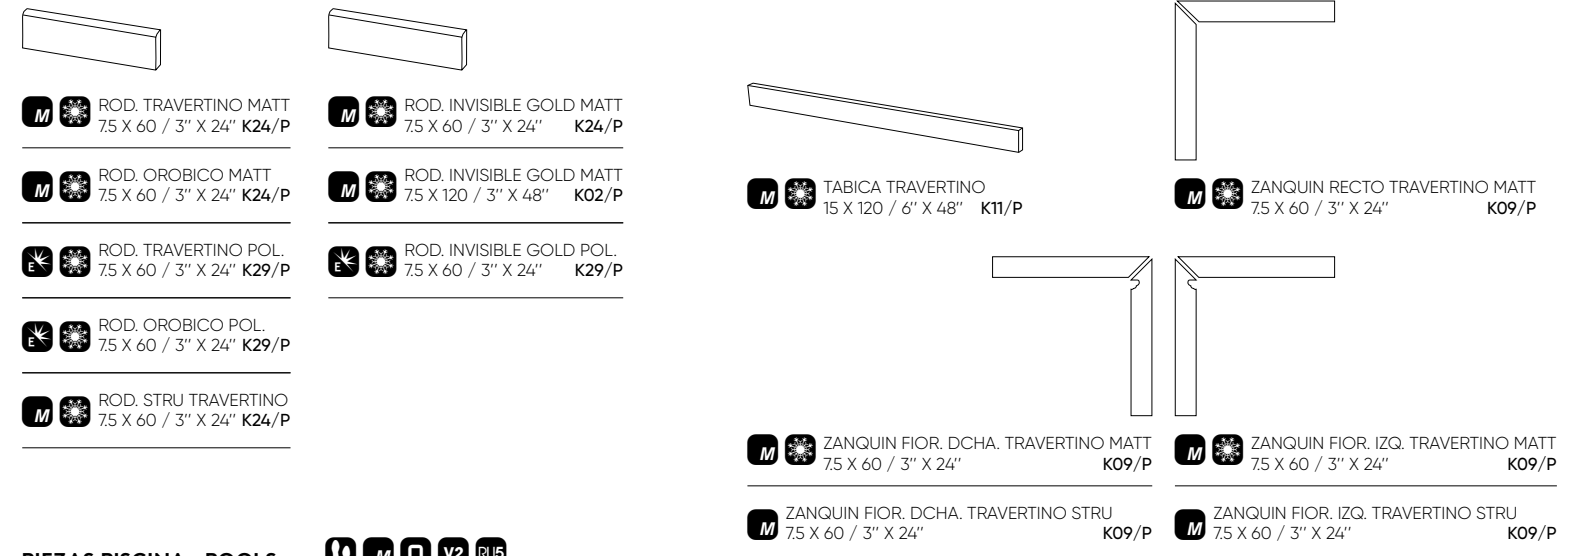 M ROD. TRAVERTINO MATT
7.5 X 60 / 3'' X 24'' K24/P
M ROD. OROBICO MATT
7.5 X 60 / 3'' X 24'' K24/P
E ROD. TRAVERTINO POL.
7.5 X 60 / 3'' X 24'' K29/P
E ROD. OROBICO POL.
7.5 X 60 / 3'' X 24'' K29/P
M ROD. STRU TRAVERTINO
7.5 X 60 / 3'' X 24'' K24/P
M ROD. INVISIBLE GOLD MATT
7.5 X 60 / 3'' X 24'' K24/P
M ROD. INVISIBLE GOLD MATT
7.5 X 120 / 3'' X 48'' K02/P
E ROD. INVISIBLE GOLD POL.
7.5 X 60 / 3'' X 24'' K29/P
M TABICA TRAVERTINO
15 X 120 / 6'' X 48'' K11/P
M ZANQUIN RECTO TRAVERTINO MATT
7.5 X 60 / 3'' X 24'' K09/P
M ZANQUIN FIOR. DCHA. TRAVERTINO MATT
7.5 X 60 / 3'' X 24'' K09/P
M ZANQUIN FIOR. DCHA. TRAVERTINO STRU
7.5 X 60 / 3'' X 24'' K09/P
M ZANQUIN FIOR. IZQ. TRAVERTINO MATT
7.5 X 60 / 3'' X 24'' K09/P
M ZANQUIN FIOR. IZQ. TRAVERTINO STRU
7.5 X 60 / 3'' X 24'' K09/P
PIEZAS PISCINA - POOLS
M V2 RU5